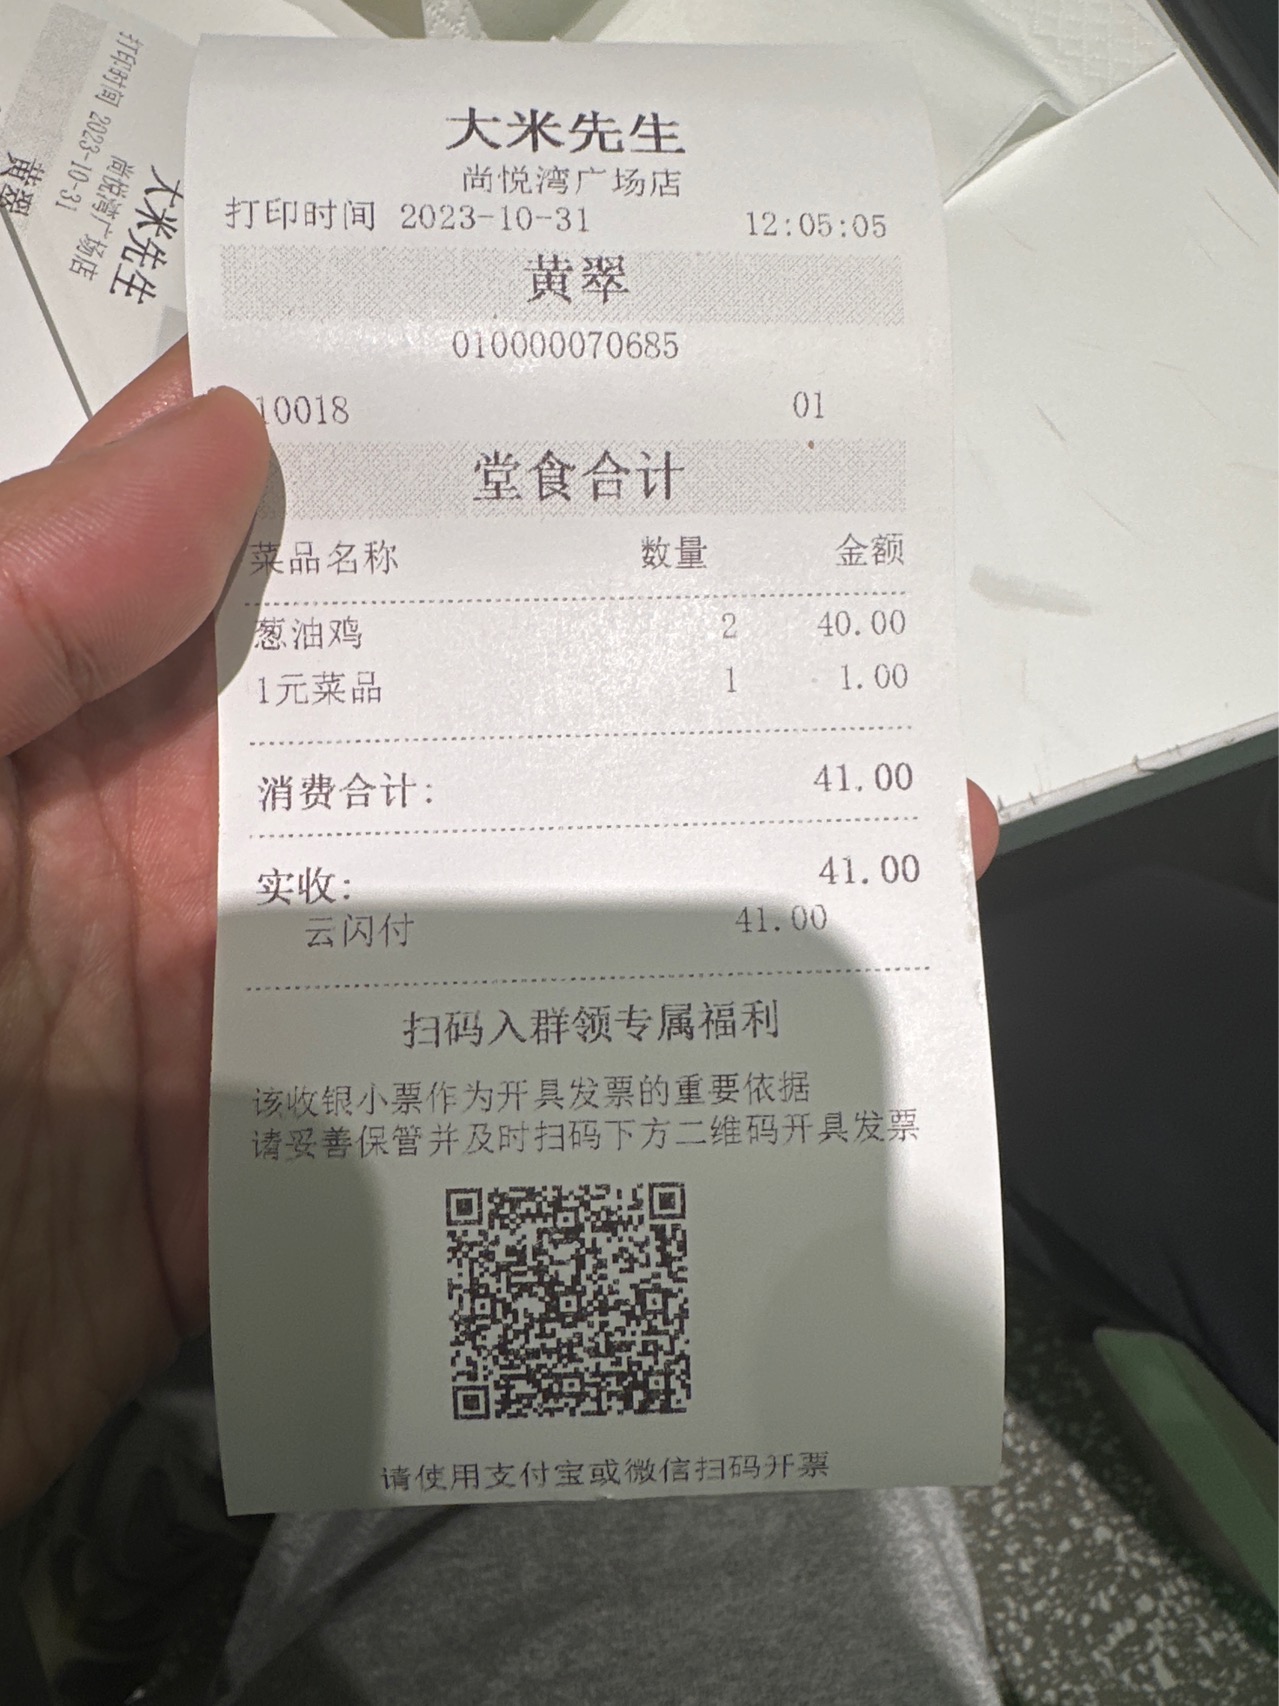 大米先生
尚悦湾广场店
打印时间 2023-10-31 12:05:05
黄翠
010000070685
10018 01
堂食合计
菜品名称 数量 金额
葱油鸡 2 40.00
1元菜品 1 1.00
消费合计: 41.00
实收: 41.00
云闪付 41.00
扫码入群领专属福利
该收银小票作为开具发票的重要依据
请妥善保管并及时扫码下方二维码开具发票
请使用支付宝或微信扫码开票
大米先生
尚悦湾广场店
打印时间 2023-10-31
黄翠